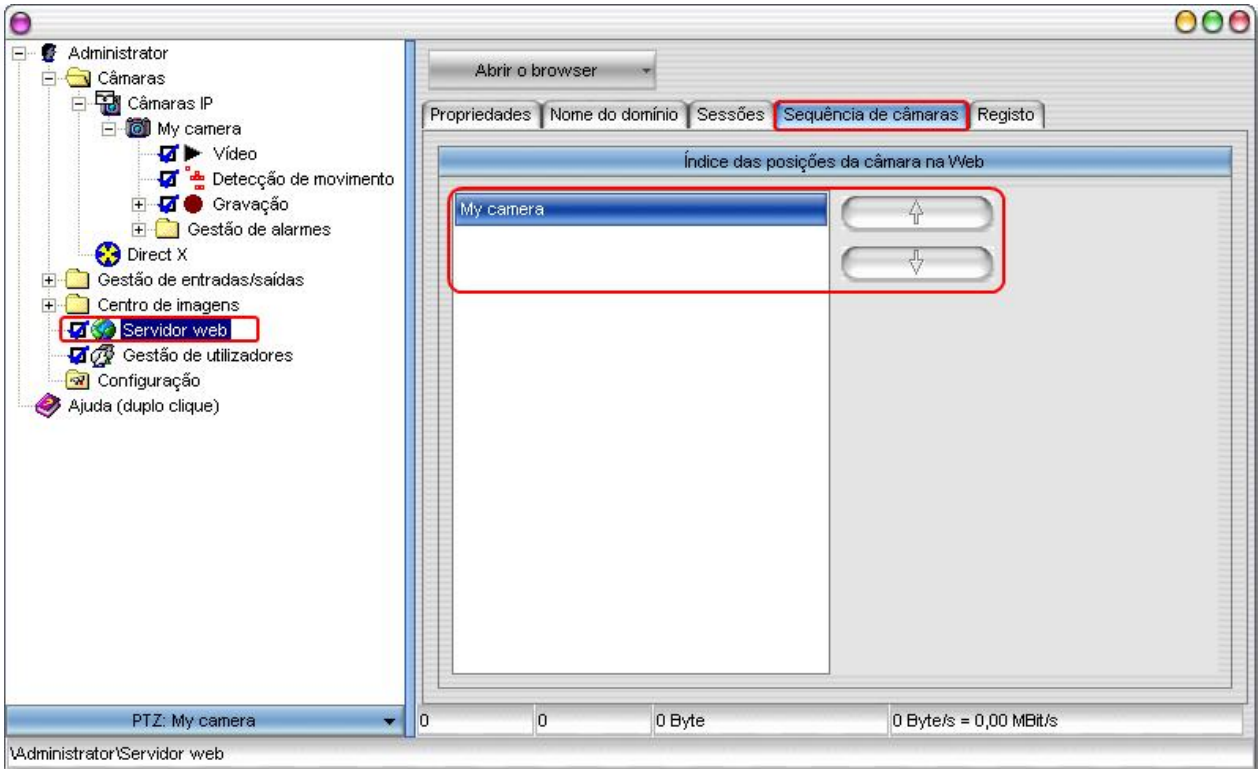 Administrator
Câmaras
Câmaras IP
My camera
Vídeo
Detecção de movimento
Gravação
Gestão de alarmes
Direct X
Gestão de entradas/saídas
Centro de imagens
Servidor web
Gestão de utilizadores
Configuração
Ajuda (duplo clique)
PTZ: My camera
Abrir o browser
Propriedades Nome do domínio Sessões Sequência de câmaras Registo
Índice das posições da câmara na Web
My camera
0 0 0 Byte 0 Byte/s = 0,00 MBit/s
\Administrator\Servidor web